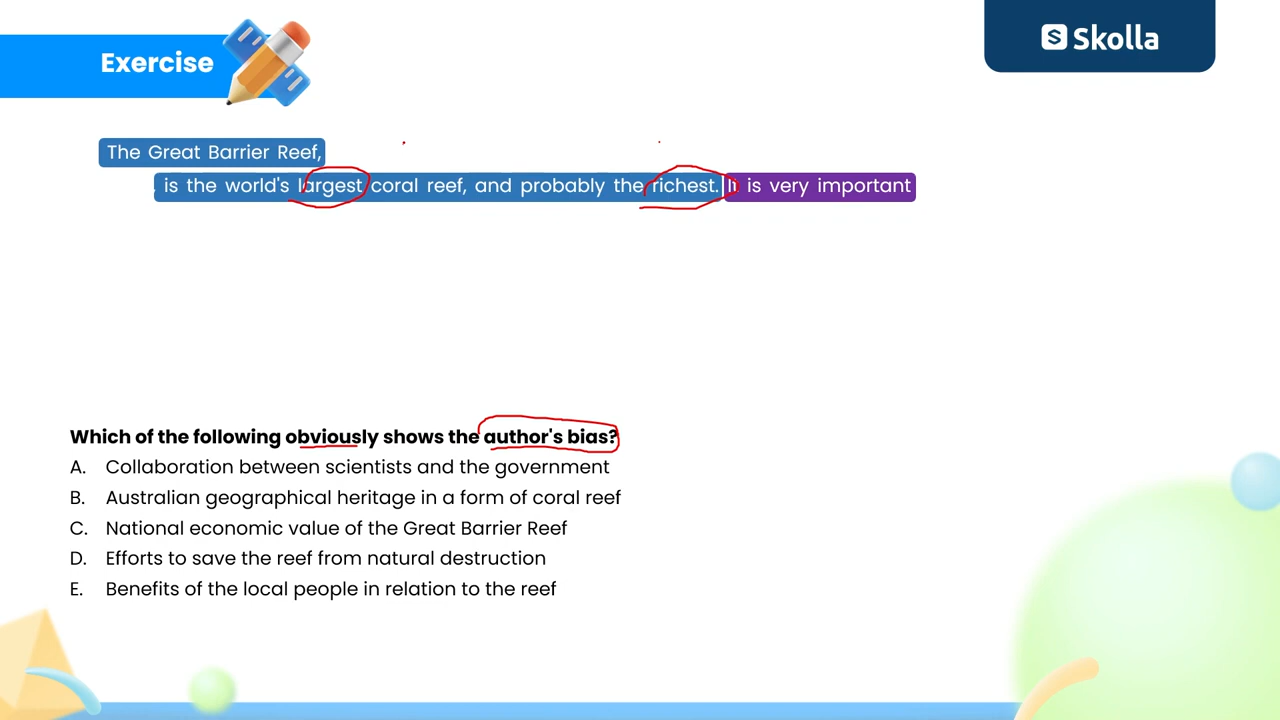 Exercise
Skolla
The Great Barrier Reef,
is the world's largest coral reef, and probably the richest. It is very important
Which of the following obviously shows the author's bias?
A. Collaboration between scientists and the government
B. Australian geographical heritage in a form of coral reef
C. National economic value of the Great Barrier Reef
D. Efforts to save the reef from natural destruction
E. Benefits of the local people in relation to the reef